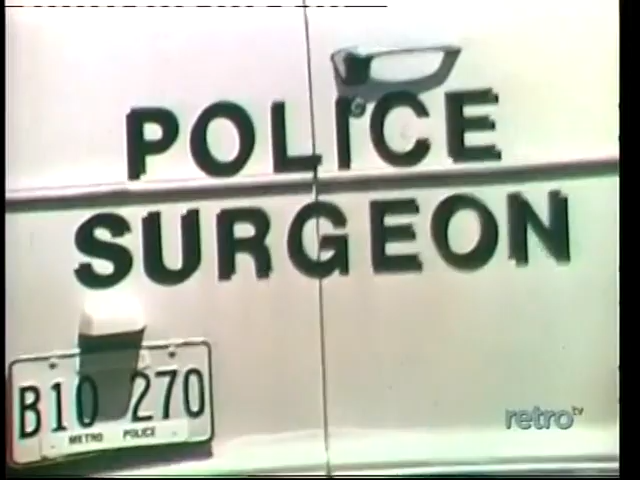 POLICE
SURGEON
B10 270
METRO POLICE
retro tv